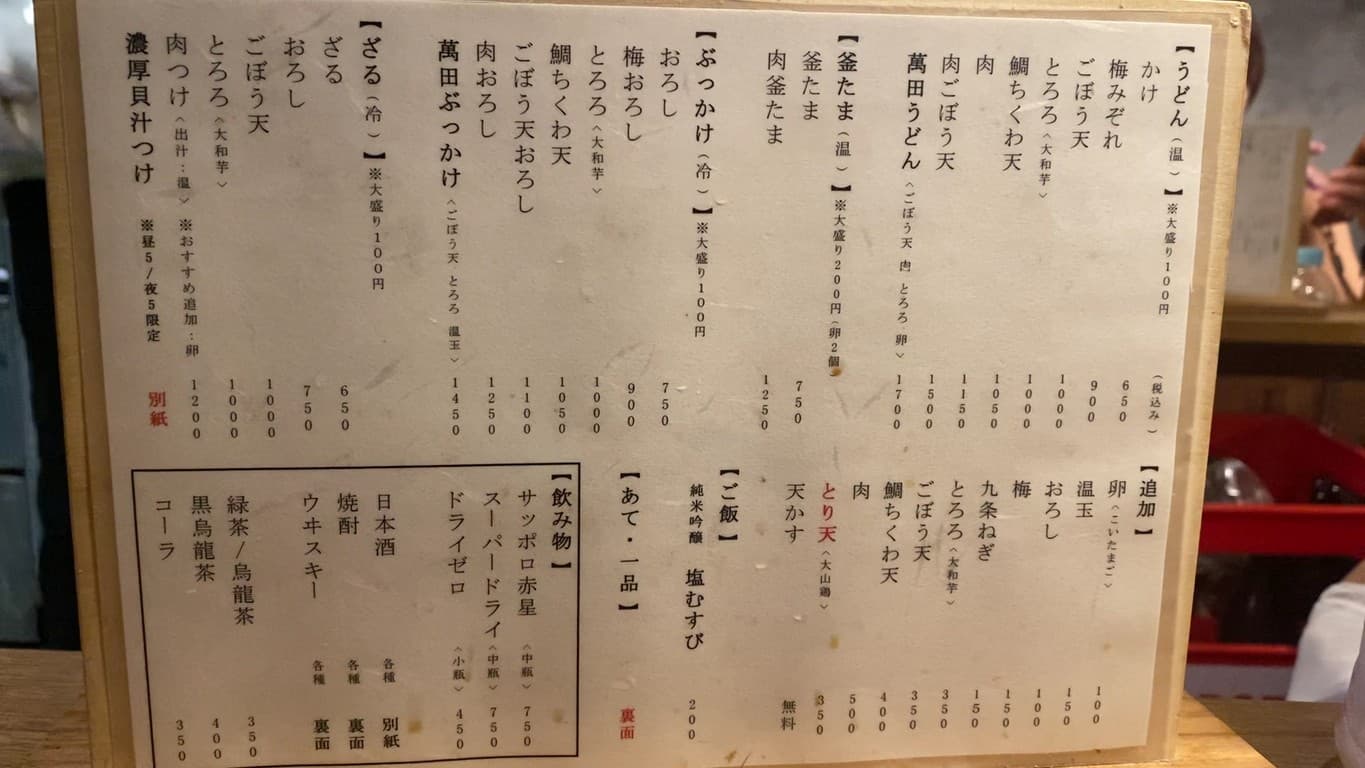 【うどん（温）】※大盛り100円 （税込み）
かけ 650
梅みぞれ 900
ごぼう天 1000
とろろ〈大和芋〉 1000
鯛ちくわ天 1050
肉 1150
肉ごぼう天 1500
萬田うどん〈ごぼう天 肉 とろろ 卵〉 1700
【釜たま（温）】※大盛り200円（卵2個）
釜たま 750
肉釜たま 1250
【ぶっかけ（冷）】※大盛り100円
おろし 750
梅おろし 900
とろろ〈大和芋〉 1000
鯛ちくわ天 1050
ごぼう天おろし 1100
肉おろし 1250
萬田ぶっかけ〈ごぼう天 とろろ 温玉〉 1450
【ざる（冷）】※大盛り100円
ざる 650
おろし 750
ごぼう天 1000
とろろ〈大和芋〉 1000
肉つけ〈出汁：温〉※おすすめ追加：卵 1200
濃厚貝汁つけ ※昼5/夜5限定 別紙
【追加】
卵〈こいたまご〉 100
温玉 150
おろし 100
梅 150
九条ねぎ 150
とろろ〈大和芋〉 350
ごぼう天 350
鯛ちくわ天 400
肉 500
とり天〈大山鶏〉 350
天かす 無料
【ご飯】
純米吟醸 塩むすび 200
【あて・一品】 裏面
【飲み物】
サッポロ赤星〈中瓶〉 750
スーパードライ〈中瓶〉 750
ドライゼロ〈小瓶〉 450
日本酒 各種 別紙
焼酎 各種 裏面
ウヰスキー 各種 裏面
緑茶/烏龍茶 350
黒烏龍茶 400
コーラ 350